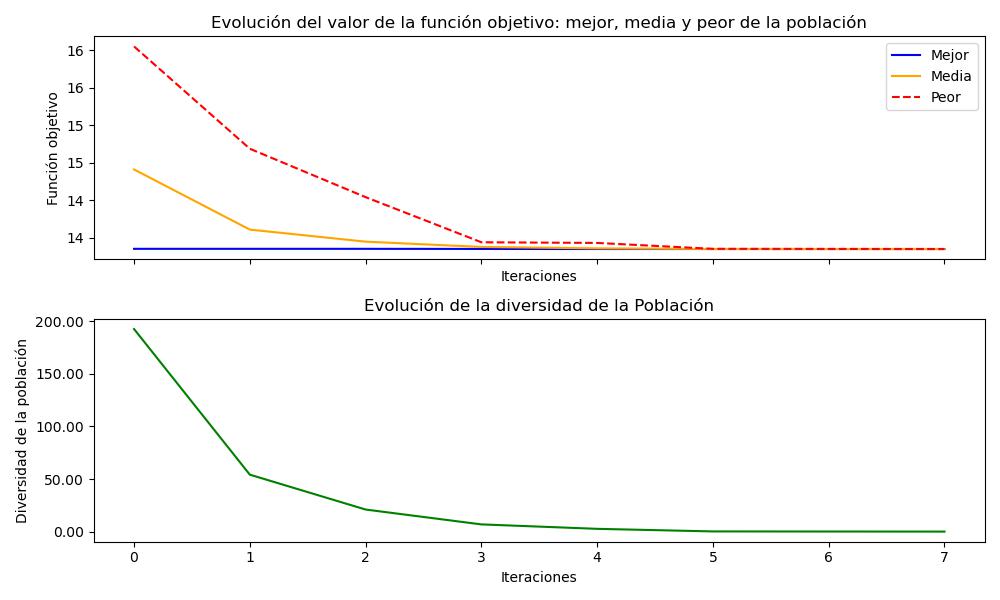 Evolución del valor de la función objetivo: mejor, media y peor de la población
16
16
15
15
14
14
Función objetivo
Mejor
Media
Peor
Iteraciones
Evolución de la diversidad de la Población
200.00
150.00
100.00
50.00
0.00
Diversidad de la población
0 1 2 3 4 5 6 7
Iteraciones